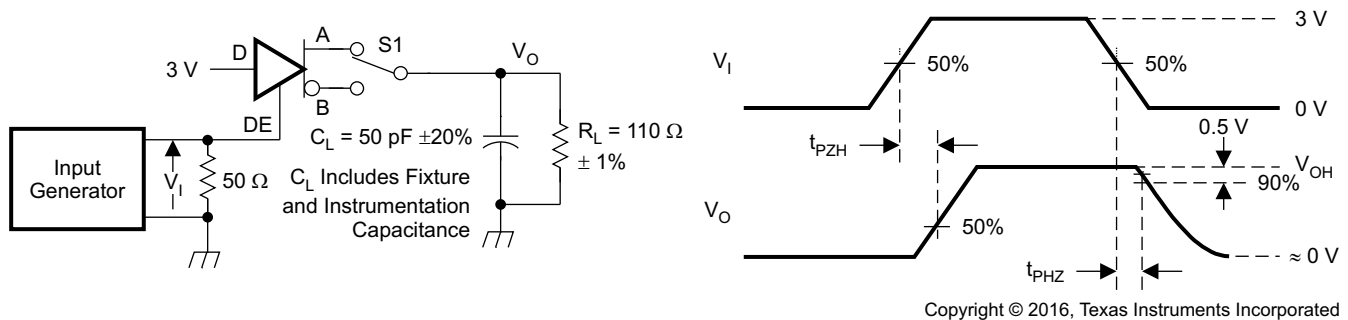 3 V
D
A
S1
V_O
B
DE
C_L = 50 pF ±20%
R_L = 110 Ω
± 1%
Input
Generator
V_I
50 Ω
C_L Includes Fixture
and Instrumentation
Capacitance
3 V
V_I
50%
50%
0 V
t_PZH
0.5 V
V_OH
90%
V_O
50%
≈ 0 V
t_PHZ
Copyright © 2016, Texas Instruments Incorporated